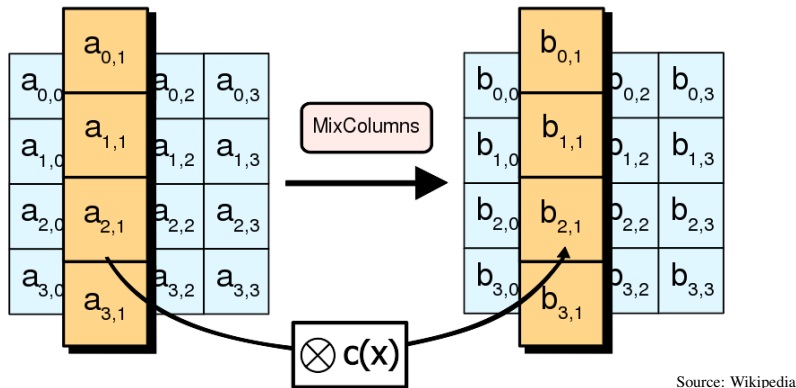 a0,0 a0,1 a0,2 a0,3
a1,0 a1,1 a1,2 a1,3
a2,0 a2,1 a2,2 a2,3
a3,0 a3,1 a3,2 a3,3
MixColumns
b0,0 b0,1 b0,2 b0,3
b1,0 b1,1 b1,2 b1,3
b2,0 b2,1 b2,2 b2,3
b3,0 b3,1 b3,2 b3,3
⊗ c(x)
Source: Wikipedia